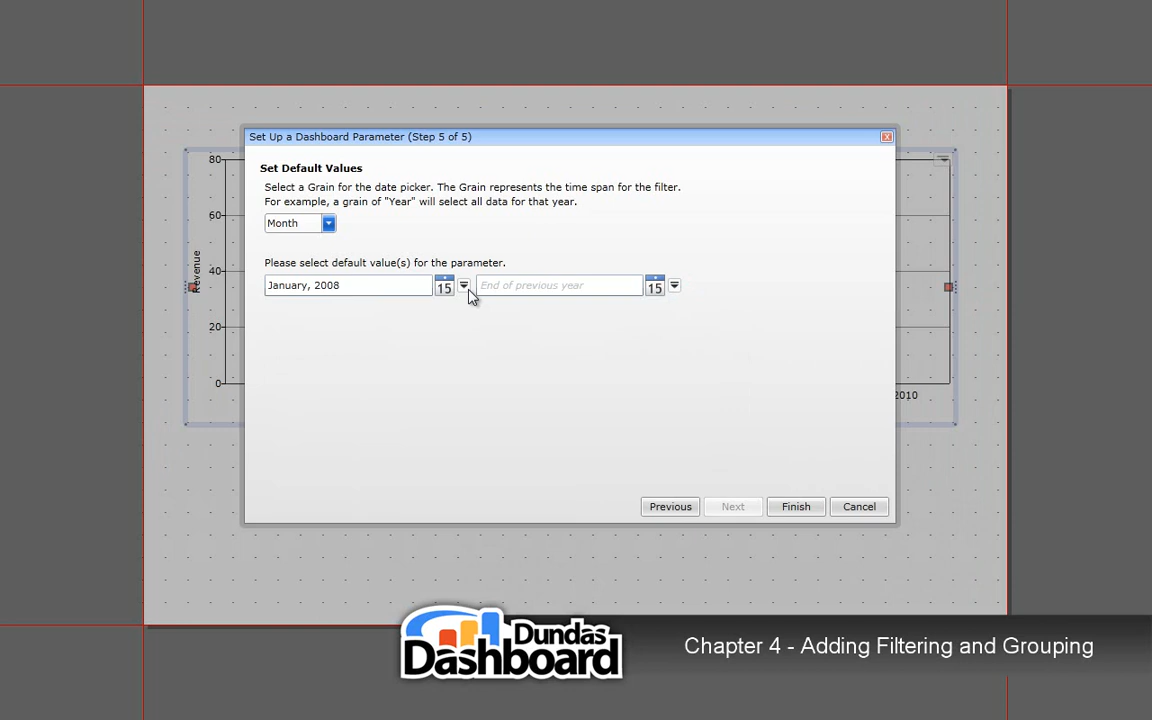 Set Up a Dashboard Parameter (Step 5 of 5)
Set Default Values
Select a Grain for the date picker. The Grain represents the time span for the filter.
For example, a grain of "Year" will select all data for that year.
Month
Please select default value(s) for the parameter.
January, 2008
15
End of previous year
15
Previous
Next
Finish
Cancel
80
60
40
20
0
Revenue
2010
Dundas
Dashboard
Chapter 4 - Adding Filtering and Grouping